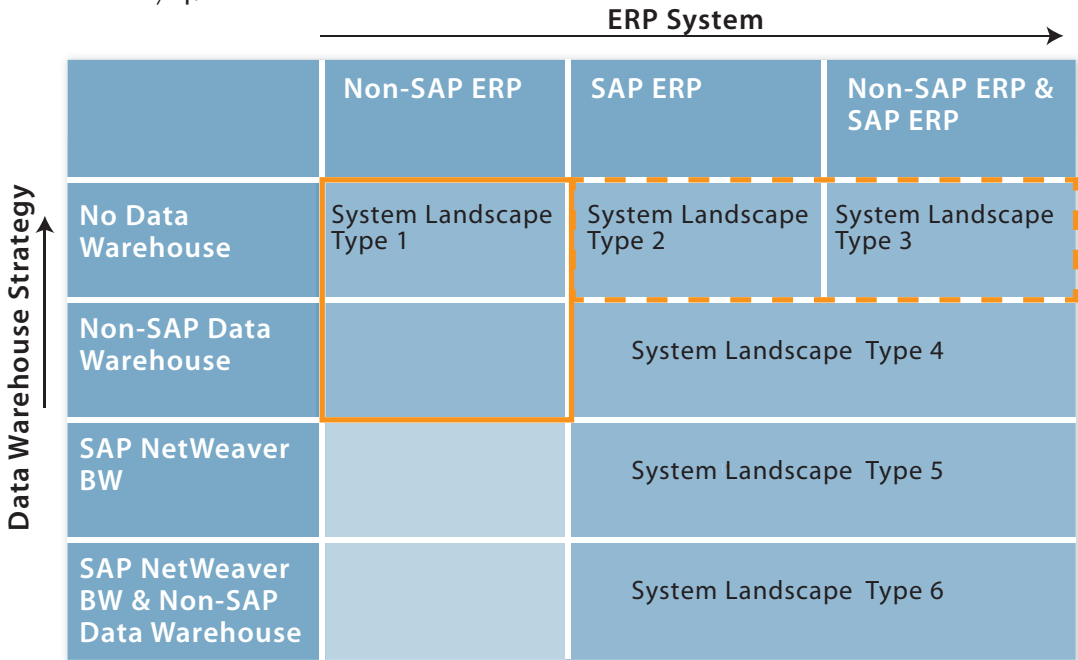 ERP System
Non-SAP ERP
SAP ERP
Non-SAP ERP &
SAP ERP
Data Warehouse Strategy
No Data
Warehouse
System Landscape
Type 1
System Landscape
Type 2
System Landscape
Type 3
Non-SAP Data
Warehouse
System Landscape Type 4
SAP NetWeaver
BW
System Landscape Type 5
SAP NetWeaver
BW & Non-SAP
Data Warehouse
System Landscape Type 6